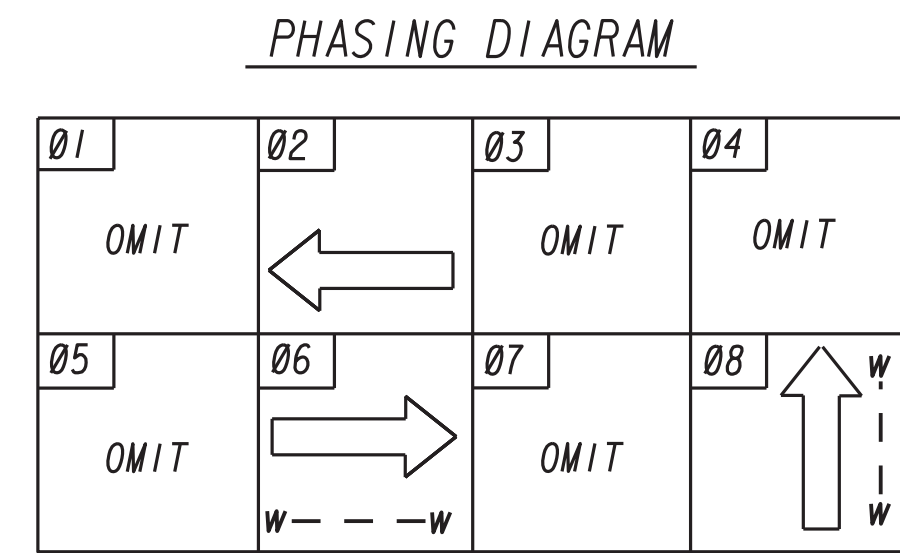 PHASING DIAGRAM
Ø1 Ø2 Ø3 Ø4
OMIT OMIT OMIT
Ø5 Ø6 Ø7 Ø8
W
OMIT OMIT
W W W